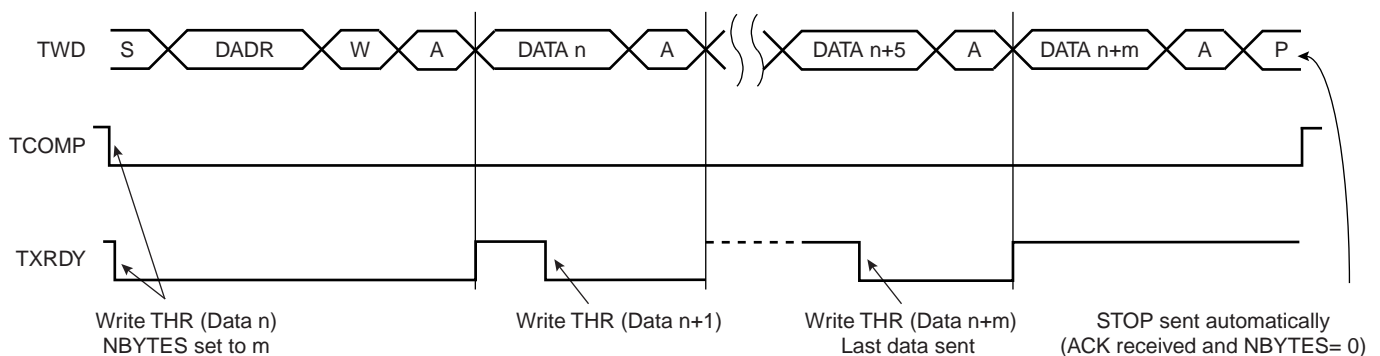 TWD S DADR W A DATA n A DATA n+5 A DATA n+m A P
TCOMP
TXRDY
Write THR (Data n)
NBYTES set to m
Write THR (Data n+1)
Write THR (Data n+m)
Last data sent
STOP sent automatically
(ACK received and NBYTES= 0)